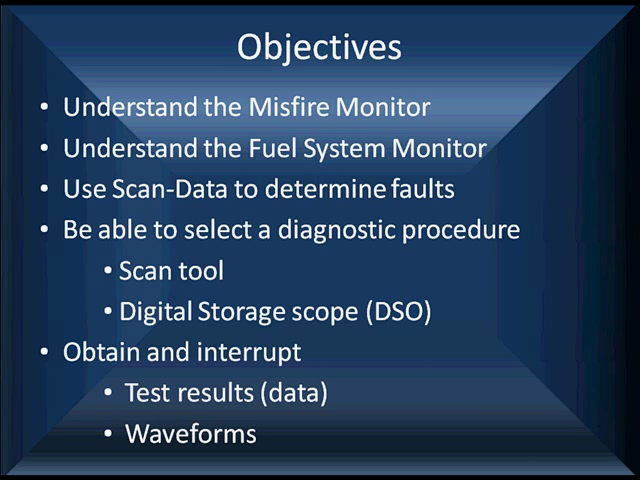 Objectives
• Understand the Misfire Monitor
• Understand the Fuel System Monitor
• Use Scan-Data to determine faults
• Be able to select a diagnostic procedure
• Scan tool
• Digital Storage scope (DSO)
• Obtain and interrupt
• Test results (data)
• Waveforms